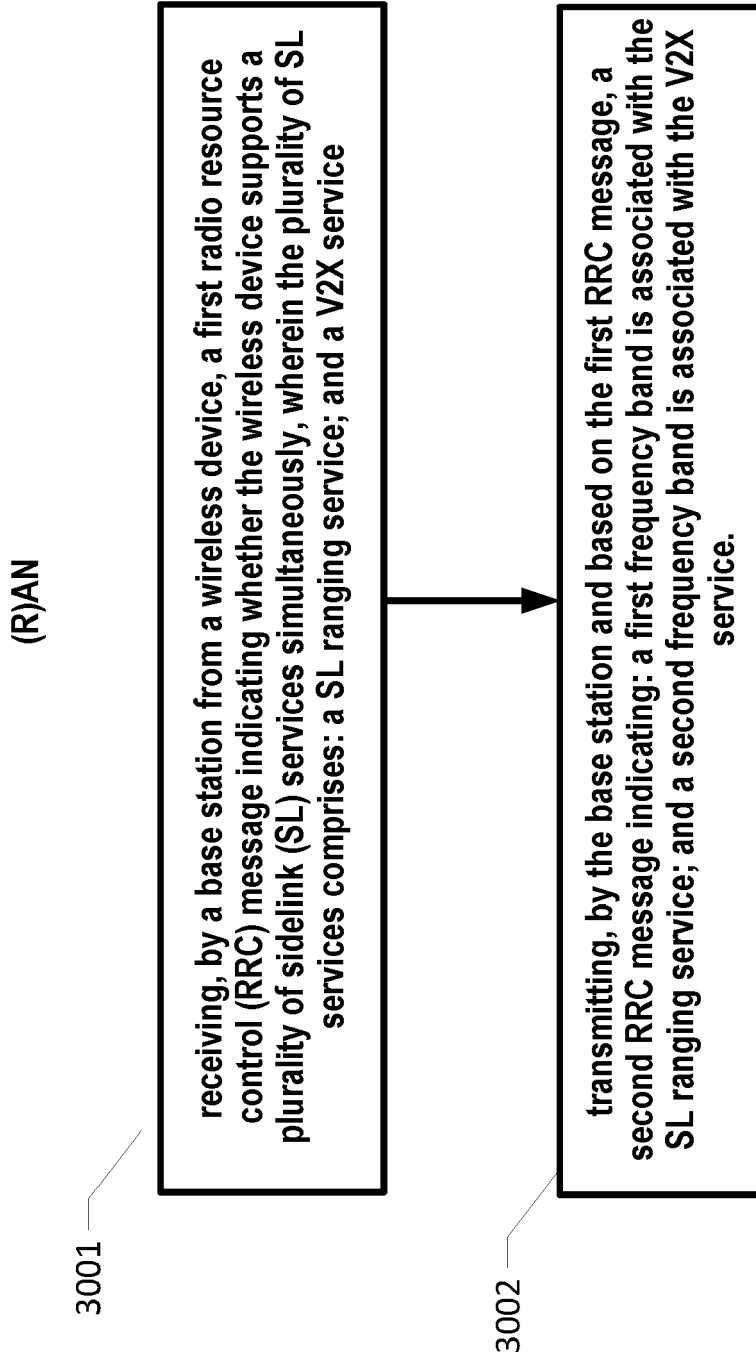 (R)AN
3001
receiving, by a base station from a wireless device, a first radio resource
control (RRC) message indicating whether the wireless device supports a
plurality of sidelink (SL) services simultaneously, wherein the plurality of SL
services comprises: a SL ranging service; and a V2X service
3002
transmitting, by the base station and based on the first RRC message, a
second RRC message indicating: a first frequency band is associated with the
SL ranging service; and a second frequency band is associated with the V2X
service.